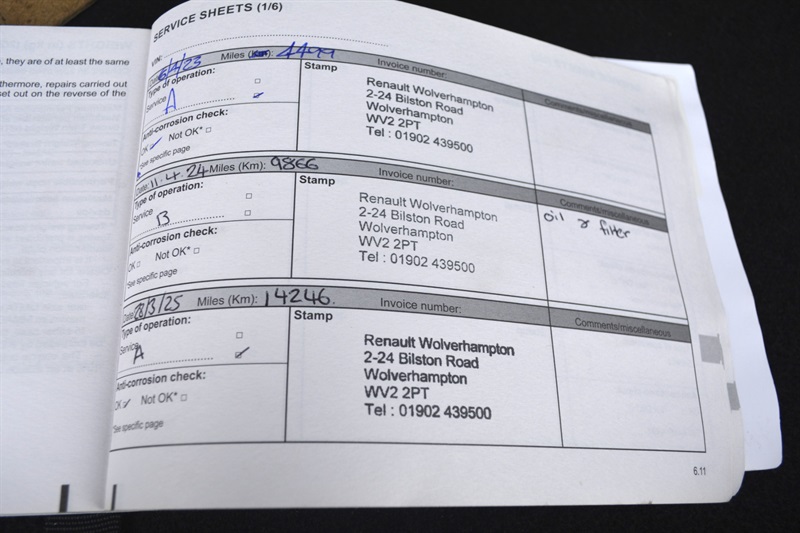 , they are of at least the same
thermore, repairs carried out
set out on the reverse of the
SERVICE SHEETS (1/6)
VIN:
Date: 6/4/23 Miles (Km): 4499 Invoice number: Comments/miscellaneous
Type of operation:
Service
A
Anti-corrosion check:
OK Not OK*
*See specific page
Stamp
Renault Wolverhampton
2-24 Bilston Road
Wolverhampton
WV2 2PT
Tel : 01902 439500
Date: 11.4.24 Miles (Km): 9866 Invoice number: Comments/miscellaneous
Type of operation:
Service
B
Anti-corrosion check:
OK Not OK*
*See specific page
Stamp
Renault Wolverhampton
2-24 Bilston Road
Wolverhampton
WV2 2PT
Tel : 01902 439500
oil & filter
Date: 28/3/25 Miles (Km): 14246. Invoice number: Comments/miscellaneous
Type of operation:
Service
A
Anti-corrosion check:
OK Not OK*
*See specific page
Stamp
Renault Wolverhampton
2-24 Bilston Road
Wolverhampton
WV2 2PT
Tel : 01902 439500
6.11